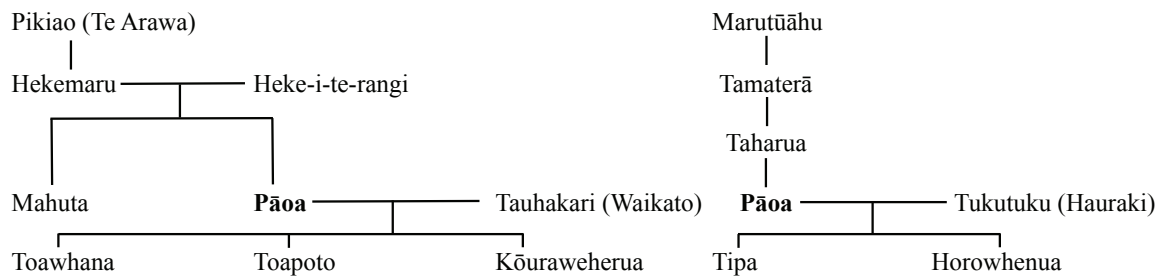 Pikiao (Te Arawa) Marutūāhu
Hekemaru Heke-i-te-rangi Tamaterā
Taharua
Mahuta Pāoa Tauhakari (Waikato) Pāoa Tukutuku (Hauraki)
Toawhana Toapoto Kōuraweherua Tipa Horowhenua